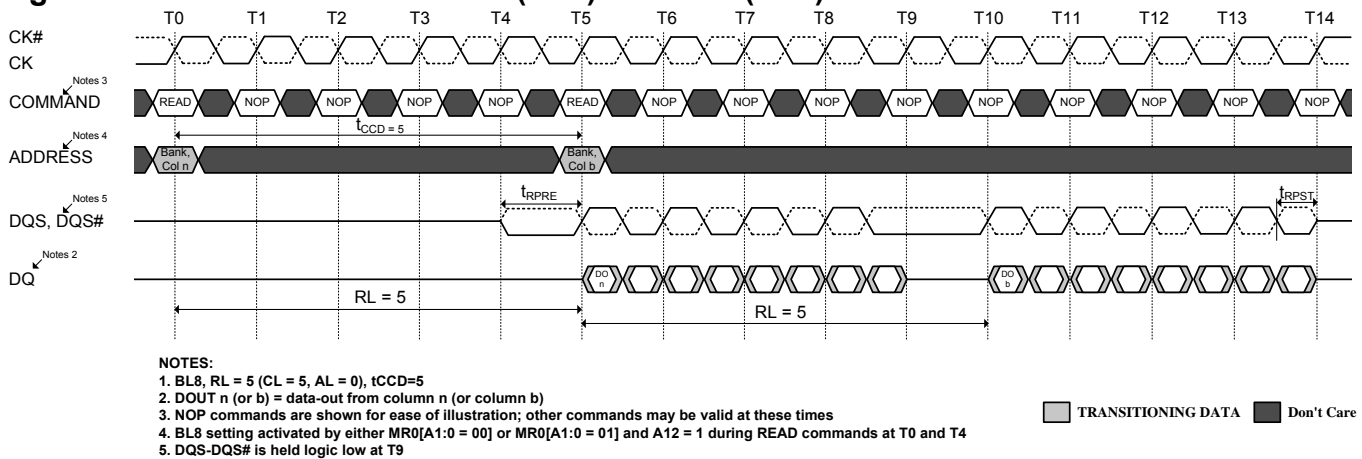 T0 T1 T2 T3 T4 T5 T6 T7 T8 T9 T10 T11 T12 T13 T14
CK#
CK
Notes 3
COMMAND
READ NOP NOP NOP NOP READ NOP NOP NOP NOP NOP NOP NOP NOP NOP
tCCD = 5
Notes 4
ADDRESS
Bank, Col n
Bank, Col b
Notes 5
DQS, DQS#
tRPRE
tRPST
Notes 2
DQ
DO n
DO b
RL = 5
RL = 5
NOTES:
1. BL8, RL = 5 (CL = 5, AL = 0), tCCD=5
2. DOUT n (or b) = data-out from column n (or column b)
3. NOP commands are shown for ease of illustration; other commands may be valid at these times
4. BL8 setting activated by either MR0[A1:0 = 00] or MR0[A1:0 = 01] and A12 = 1 during READ commands at T0 and T4
5. DQS-DQS# is held logic low at T9
TRANSITIONING DATA
Don't Care